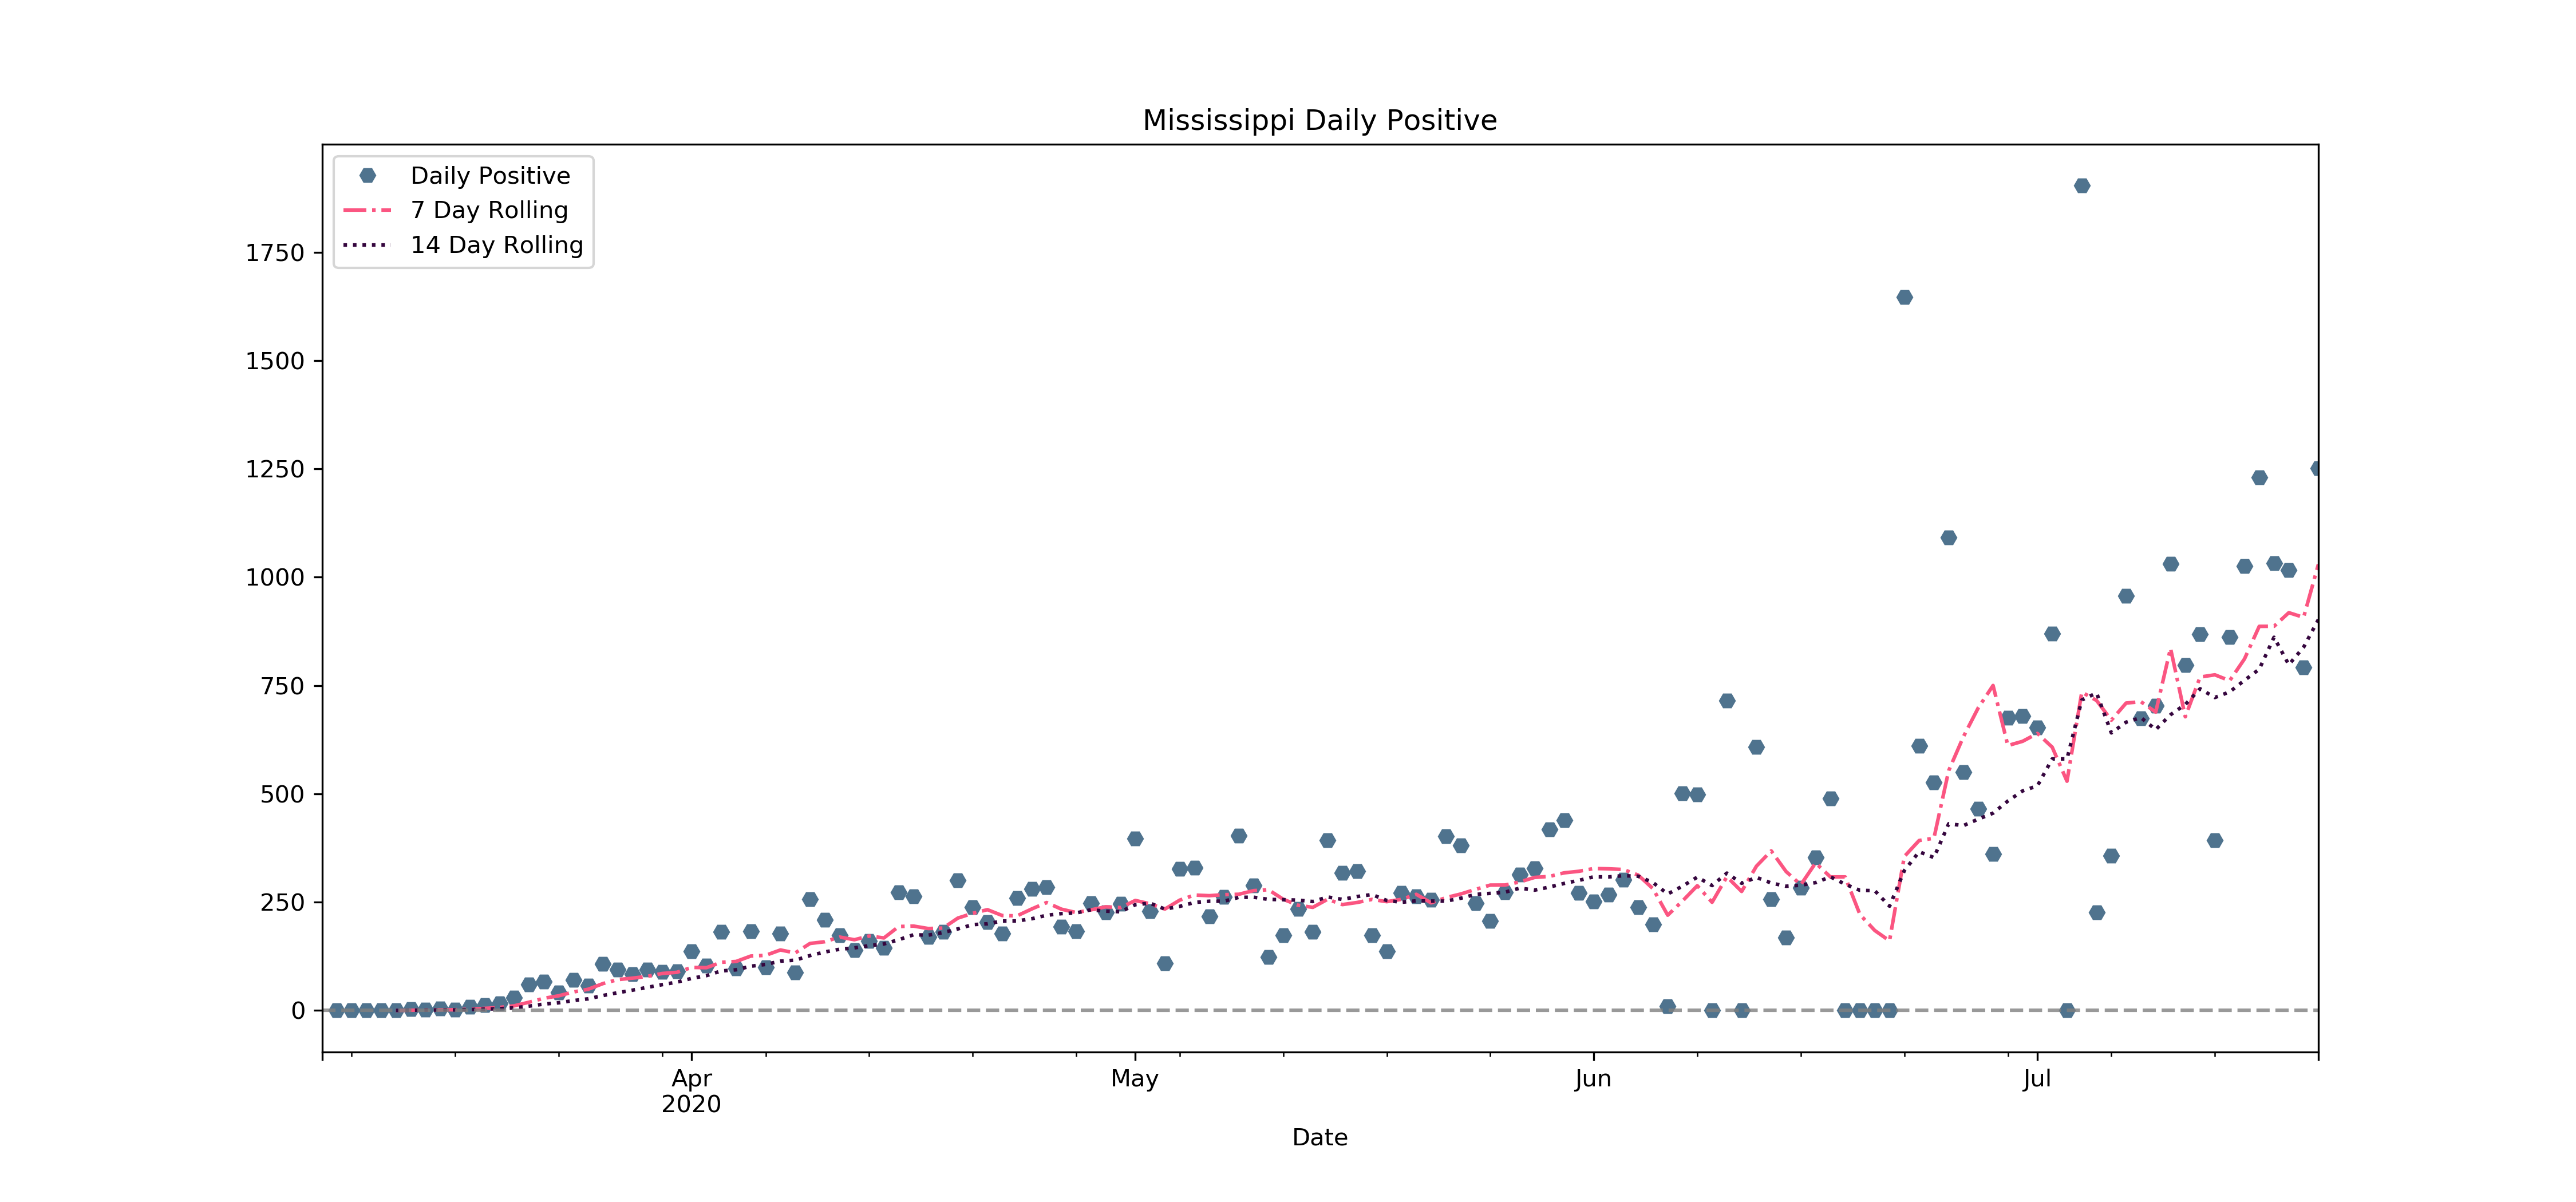 Mississippi Daily Positive
Daily Positive
7 Day Rolling
14 Day Rolling
1750
1500
1250
1000
750
500
250
0
Apr
2020
May
Jun
Jul
Date